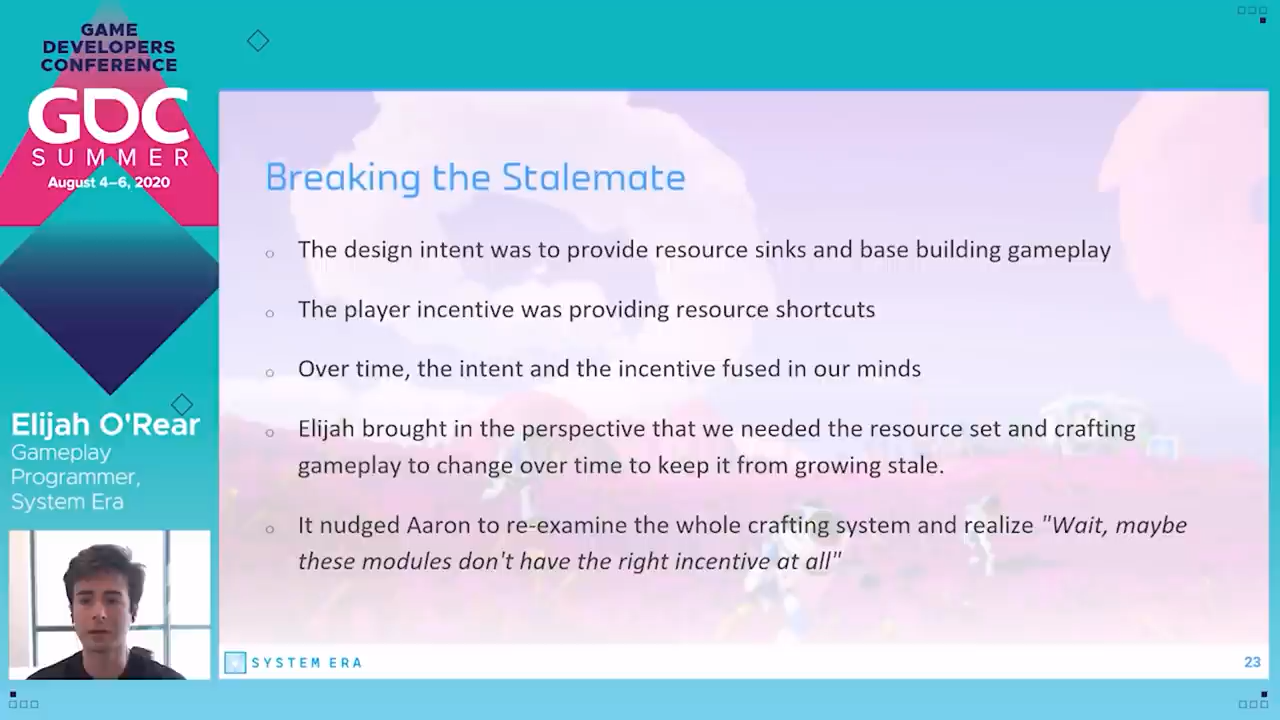 GAME
DEVELOPERS
CONFERENCE
GDC
SUMMER
August 4–6, 2020
Elijah O'Rear
Gameplay
Programmer,
System Era
Breaking the Stalemate
The design intent was to provide resource sinks and base building gameplay
The player incentive was providing resource shortcuts
Over time, the intent and the incentive fused in our minds
Elijah brought in the perspective that we needed the resource set and crafting
gameplay to change over time to keep it from growing stale.
It nudged Aaron to re-examine the whole crafting system and realize "Wait, maybe
these modules don't have the right incentive at all"
SYSTEM ERA
23